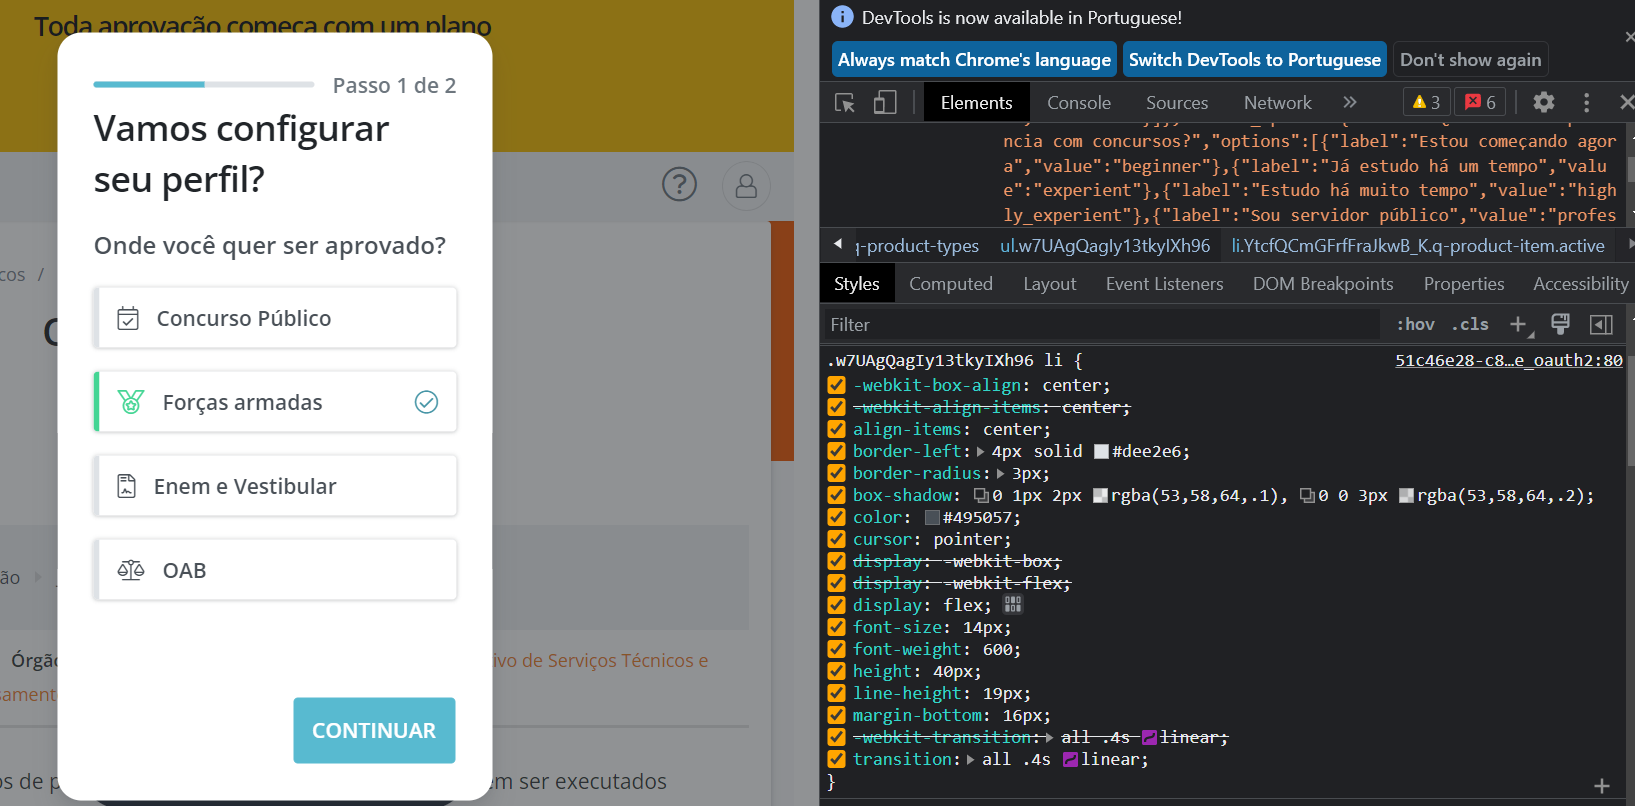 Toda aprovação começa com um plano
Passo 1 de 2
Vamos configurar
seu perfil?
Onde você quer ser aprovado?
cos /
Concurso Público
Forças armadas
Enem e Vestibular
ão
OAB
Órgã
ivo de Serviços Técnicos e
sament
CONTINUAR
os de p
em ser executados
DevTools is now available in Portuguese!
Always match Chrome's language
Switch DevTools to Portuguese
Don't show again
Elements Console Sources Network » 3 6
ncia com concursos?","options":[{"label":"Estou começando agor
a","value":"beginner"},{"label":"Já estudo há um tempo","valu
e":"experient"},{"label":"Estudo há muito tempo","value":"high
ly_experient"},{"label":"Sou servidor público","value":"profes
q-product-types ul.w7UAgQagIy13tkyIXh96 li.YtcfQCmGFrfFraJkwB_K.q-product-item.active
Styles Computed Layout Event Listeners DOM Breakpoints Properties Accessibility
Filter :hov .cls +
.w7UAgQagIy13tkyIXh96 li { 51c46e28-c8…e_oauth2:80
-webkit-box-align: center;
-webkit-align-items: center;
align-items: center;
border-left: 4px solid #dee2e6;
border-radius: 3px;
box-shadow: 0 1px 2px rgba(53,58,64,.1), 0 0 3px rgba(53,58,64,.2);
color: #495057;
cursor: pointer;
display: -webkit-box;
display: -webkit-flex;
display: flex;
font-size: 14px;
font-weight: 600;
height: 40px;
line-height: 19px;
margin-bottom: 16px;
-webkit-transition: all .4s linear;
transition: all .4s linear;
}